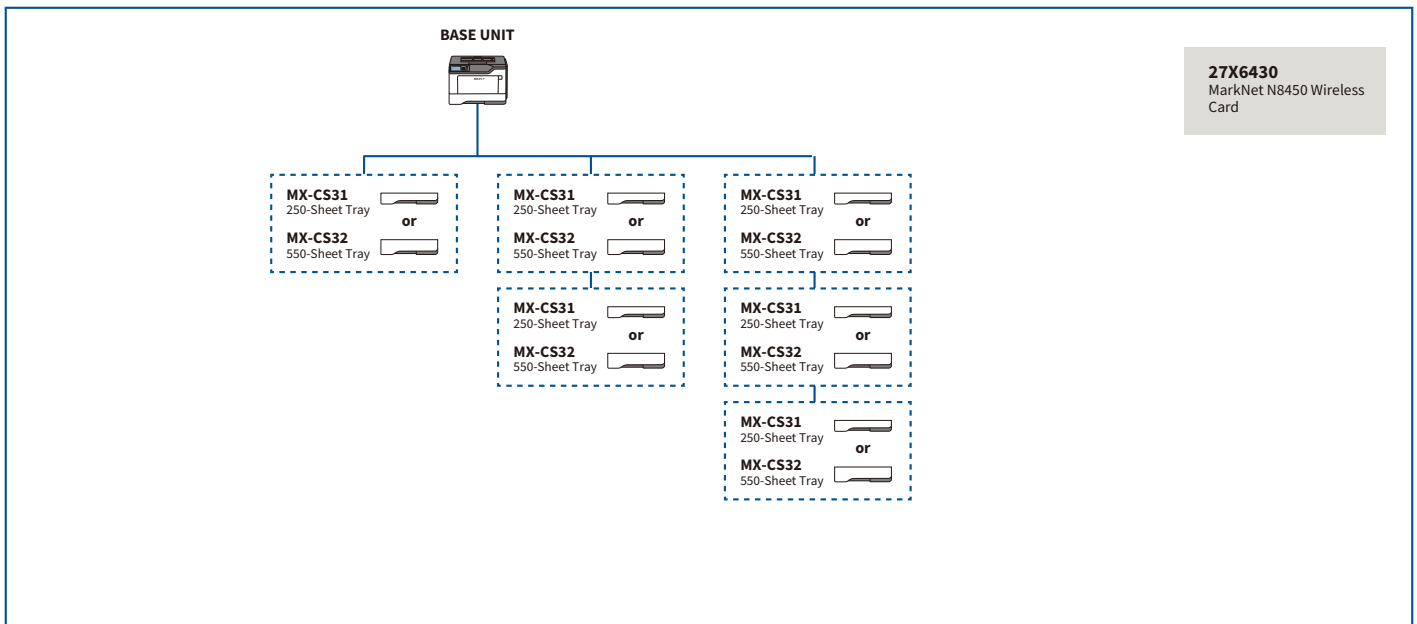 BASE UNIT
27X6430
MarkNet N8450 Wireless
Card
MX-CS31
250-Sheet Tray
or
MX-CS32
550-Sheet Tray
MX-CS31
250-Sheet Tray
or
MX-CS32
550-Sheet Tray
MX-CS31
250-Sheet Tray
or
MX-CS32
550-Sheet Tray
MX-CS31
250-Sheet Tray
or
MX-CS32
550-Sheet Tray
MX-CS31
250-Sheet Tray
or
MX-CS32
550-Sheet Tray
MX-CS31
250-Sheet Tray
or
MX-CS32
550-Sheet Tray